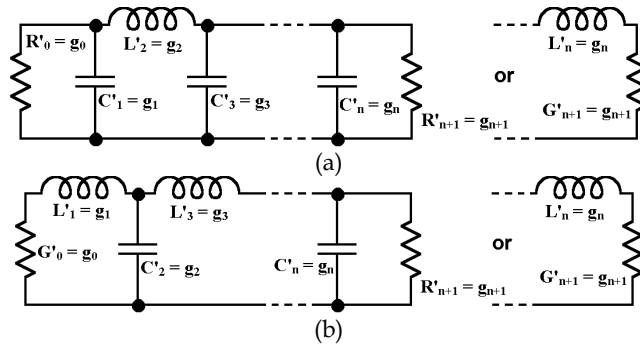 R'0 = g0
L'2 = g2
C'1 = g1
C'3 = g3
C'n = gn
R'n+1 = gn+1
or
L'n = gn
G'n+1 = gn+1
(a)
L'1 = g1
L'3 = g3
G'0 = g0
C'2 = g2
C'n = gn
R'n+1 = gn+1
or
L'n = gn
G'n+1 = gn+1
(b)